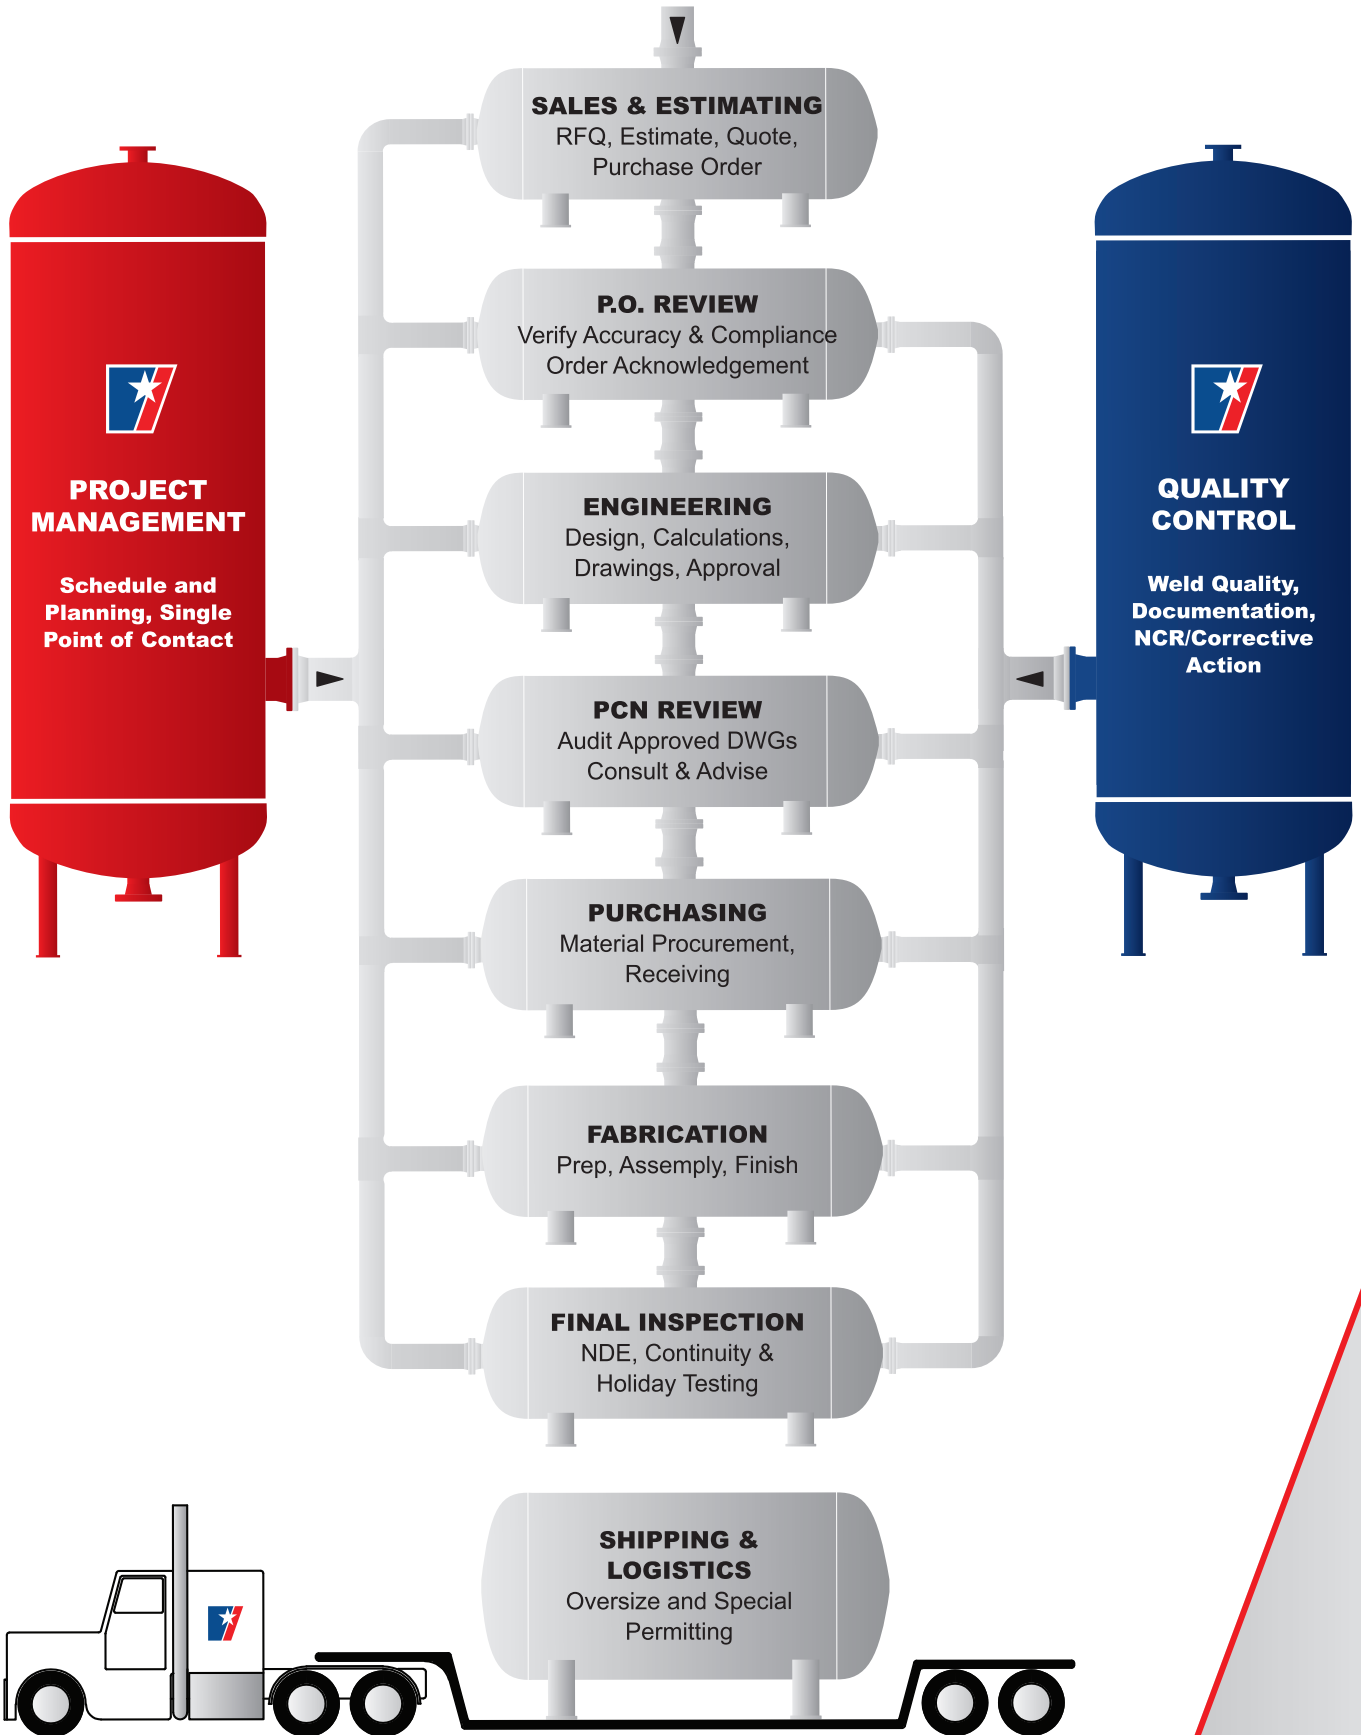 SALES & ESTIMATING
RFQ, Estimate, Quote,
Purchase Order
P.O. REVIEW
Verify Accuracy & Compliance
Order Acknowledgement
PROJECT
MANAGEMENT
Schedule and
Planning, Single
Point of Contact
QUALITY
CONTROL
Weld Quality,
Documentation,
NCR/Corrective
Action
ENGINEERING
Design, Calculations,
Drawings, Approval
PCN REVIEW
Audit Approved DWGs
Consult & Advise
PURCHASING
Material Procurement,
Receiving
FABRICATION
Prep, Assemply, Finish
FINAL INSPECTION
NDE, Continuity &
Holiday Testing
SHIPPING &
LOGISTICS
Oversize and Special
Permitting